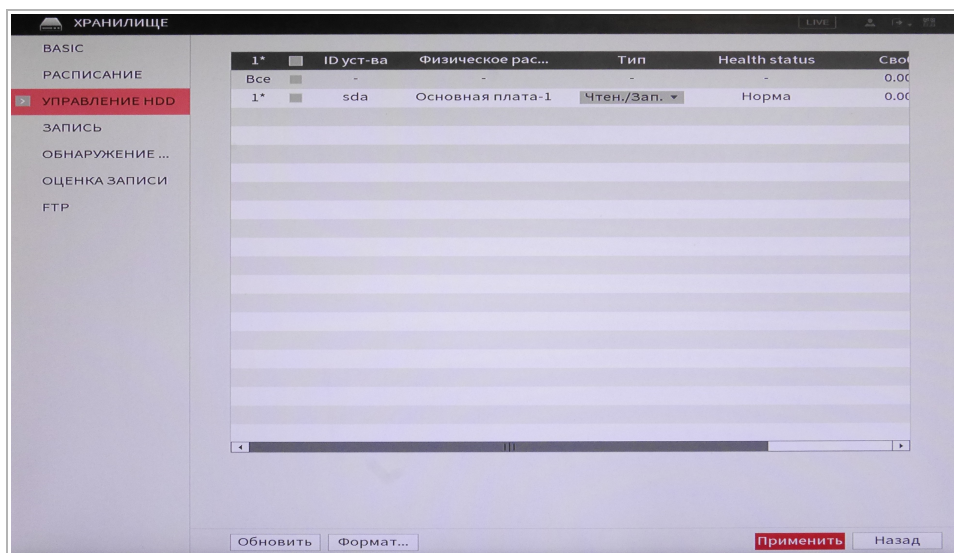 ХРАНИЛИЩЕ
LIVE
BASIC
РАСПИСАНИЕ
УПРАВЛЕНИЕ HDD
ЗАПИСЬ
ОБНАРУЖЕНИЕ ...
ОЦЕНКА ЗАПИСИ
FTP
1* ID уст-ва Физическое рас... Тип Health status Своб
Все - - - - 0.00
1* sda Основная плата-1 Чтен./Зап. Норма 0.00
Обновить Формат... Применить Назад